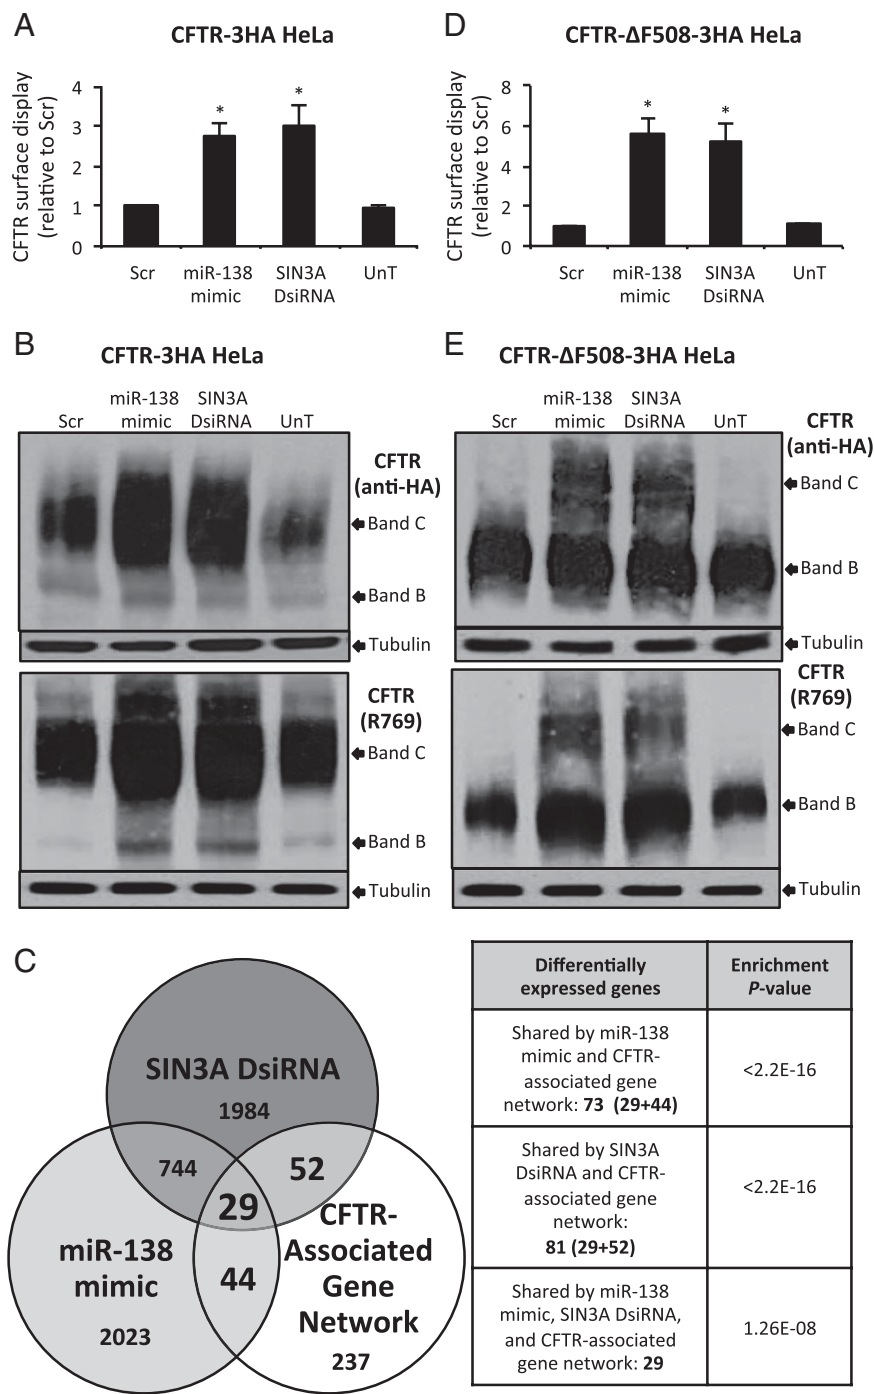 A
CFTR-3HA HeLa
CFTR surface display
(relative to Scr)
4
3
2
1
0
*
*
Scr
miR-138
mimic
SIN3A
DsiRNA
UnT
D
CFTR-ΔF508-3HA HeLa
CFTR surface display
(relative to Scr)
8
6
4
2
0
*
*
Scr
miR-138
mimic
SIN3A
DsiRNA
UnT
B
CFTR-3HA HeLa
Scr
miR-138
mimic
SIN3A
DsiRNA
UnT
CFTR
(anti-HA)
Band C
Band B
Tubulin
CFTR
(R769)
Band C
Band B
Tubulin
E
CFTR-ΔF508-3HA HeLa
Scr
miR-138
mimic
SIN3A
DsiRNA
UnT
CFTR
(anti-HA)
Band C
Band B
Tubulin
CFTR
(R769)
Band C
Band B
Tubulin
C
SIN3A DsiRNA
1984
744
52
29
miR-138
mimic
2023
44
CFTR-
Associated
Gene
Network
237
Differentially
expressed genes
Enrichment
P-value
Shared by miR-138
mimic and CFTR-
associated gene
network: 73 (29+44)
<2.2E-16
Shared by SIN3A
DsiRNA and CFTR-
associated gene
network:
81 (29+52)
<2.2E-16
Shared by miR-138
mimic, SIN3A DsiRNA,
and CFTR-associated
gene network: 29
1.26E-08